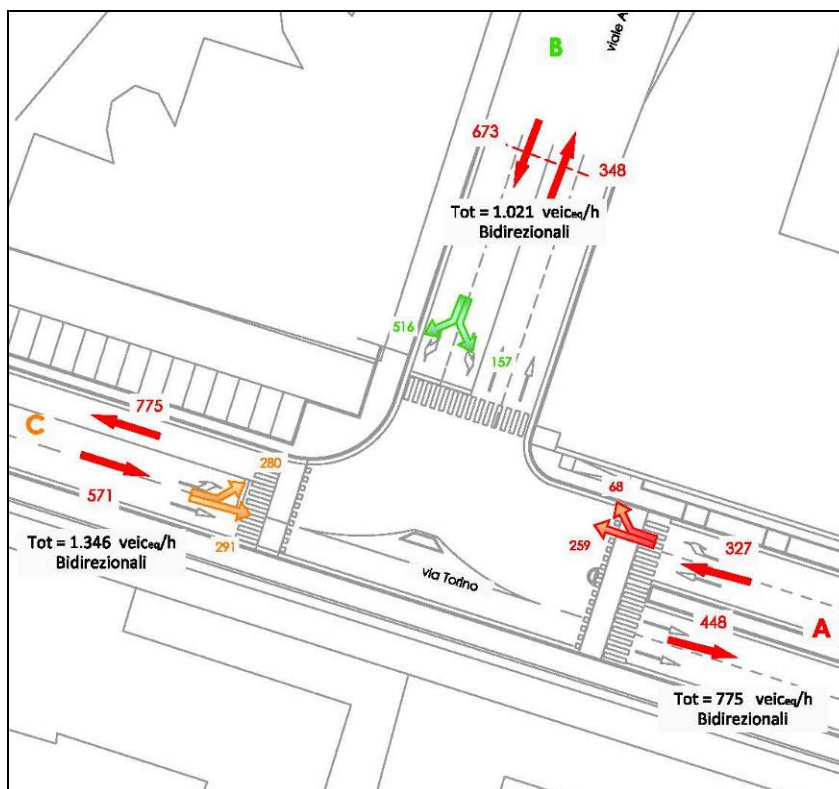 B
viale A
673
348
Tot = 1.021 veiceq/h
Bidirezionali
516
157
775
C
280
68
571
291
259
327
Tot = 1.346 veiceq/h
Bidirezionali
via Torino
448
A
Tot = 775 veiceq/h
Bidirezionali